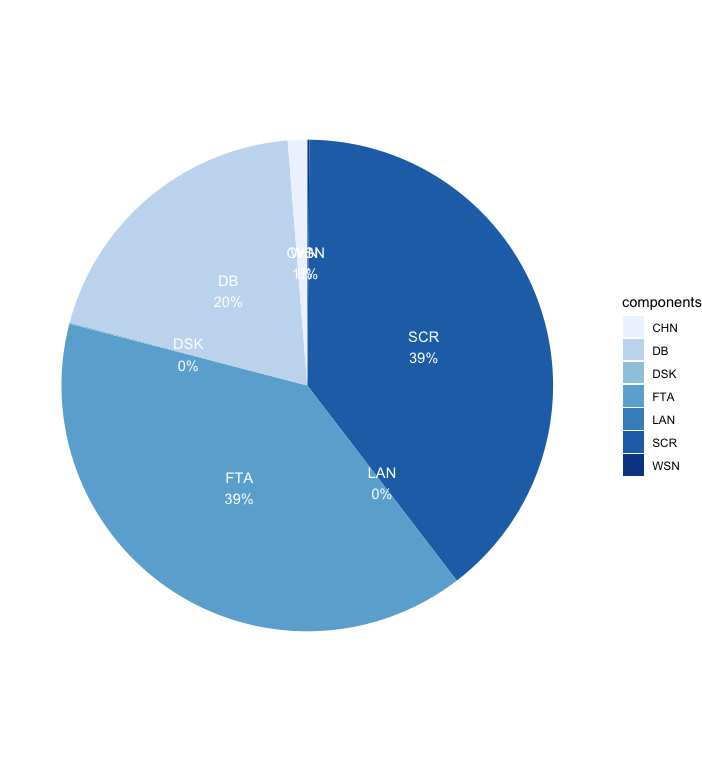 DB
20%
SCR
39%
DSK
0%
FTA
39%
LAN
0%
components
CHN
DB
DSK
FTA
LAN
SCR
WSN